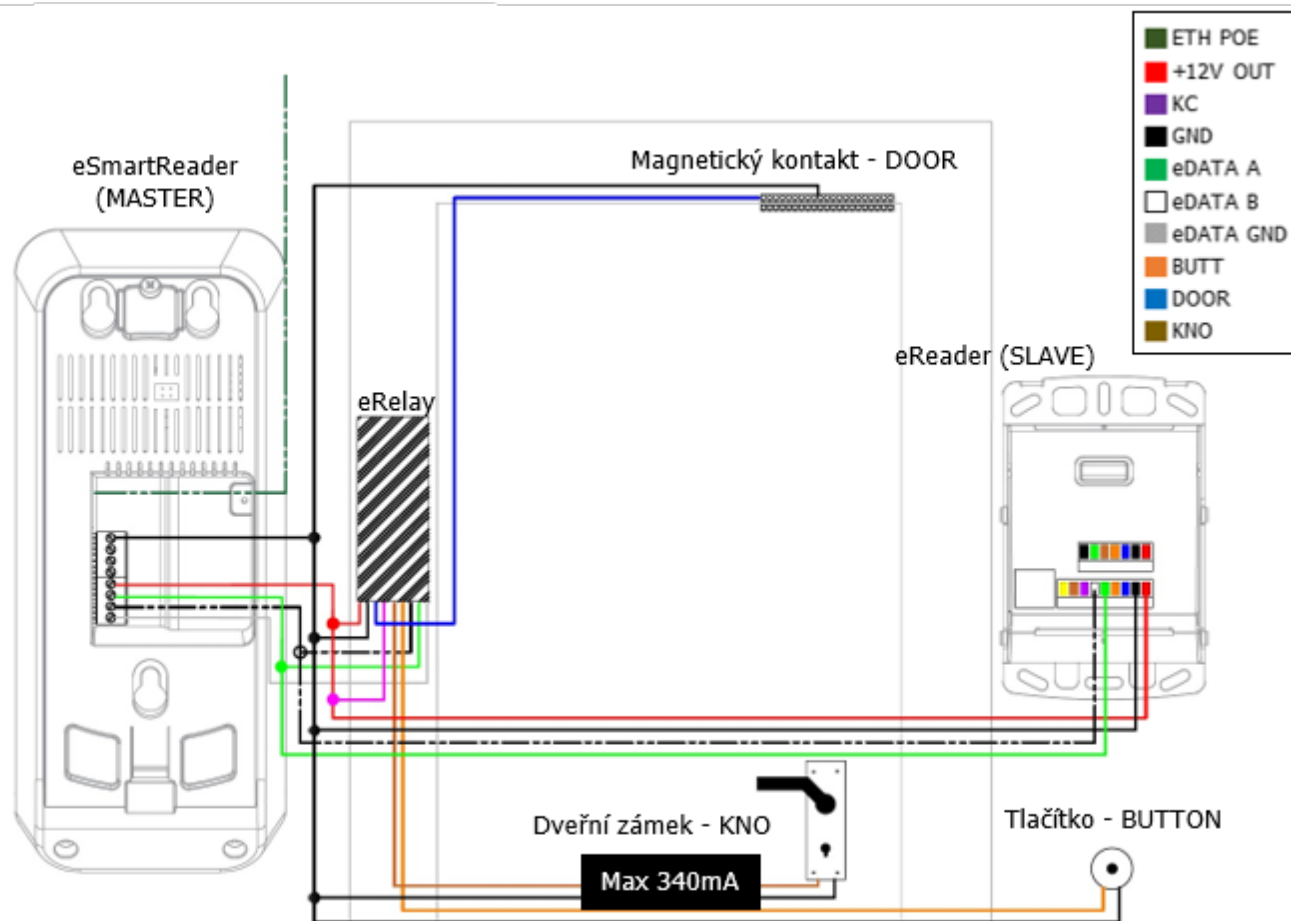 ETH POE
+12V OUT
KC
GND
eDATA A
eDATA B
eDATA GND
BUTT
DOOR
KNO
eSmartReader
(MASTER)
Magnetický kontakt - DOOR
eReader (SLAVE)
eRelay
Dveřní zámek - KNO
Tlačítko - BUTTON
Max 340mA